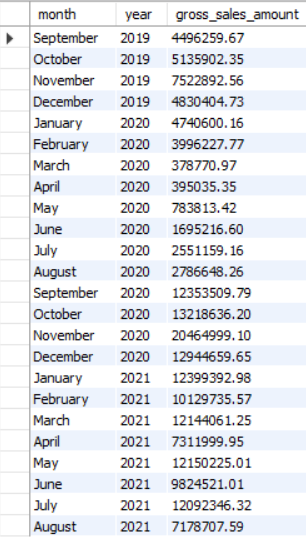 month year gross_sales_amount
September 2019 4496259.67
October 2019 5135902.35
November 2019 7522892.56
December 2019 4830404.73
January 2020 4740600.16
February 2020 3996227.77
March 2020 378770.97
April 2020 395035.35
May 2020 783813.42
June 2020 1695216.60
July 2020 2551159.16
August 2020 2786648.26
September 2020 12353509.79
October 2020 13218636.20
November 2020 20464999.10
December 2020 12944659.65
January 2021 12399392.98
February 2021 10129735.57
March 2021 12144061.25
April 2021 7311999.95
May 2021 12150225.01
June 2021 9824521.01
July 2021 12092346.32
August 2021 7178707.59